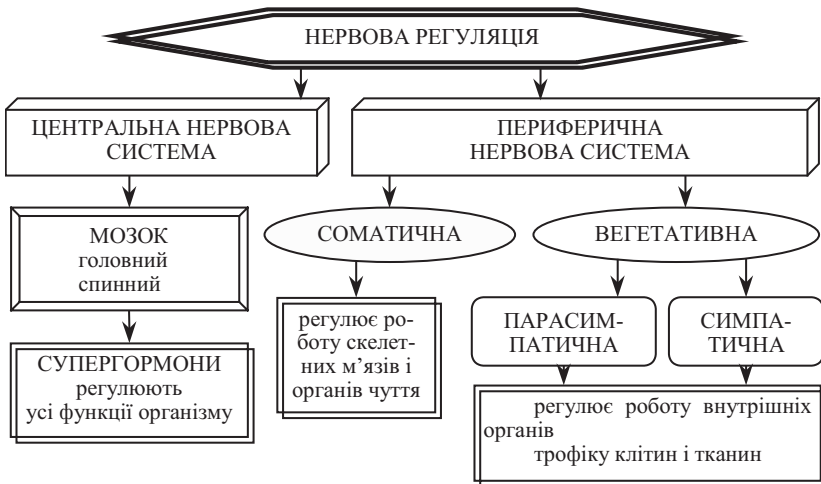 НЕРВОВА РЕГУЛЯЦІЯ
ЦЕНТРАЛЬНА НЕРВОВА
СИСТЕМА
ПЕРИФЕРИЧНА
НЕРВОВА СИСТЕМА
МОЗОК
головний
спинний
СОМАТИЧНА
ВЕГЕТАТИВНА
СУПЕРГОРМОНИ
регулюють
усі функції організму
регулює ро-
боту скелет-
них м’язів і
органів чуття
ПАРАСИМ-
ПАТИЧНА
СИМПА-
ТИЧНА
регулює роботу внутрішніх
органів
трофіку клітин і тканин